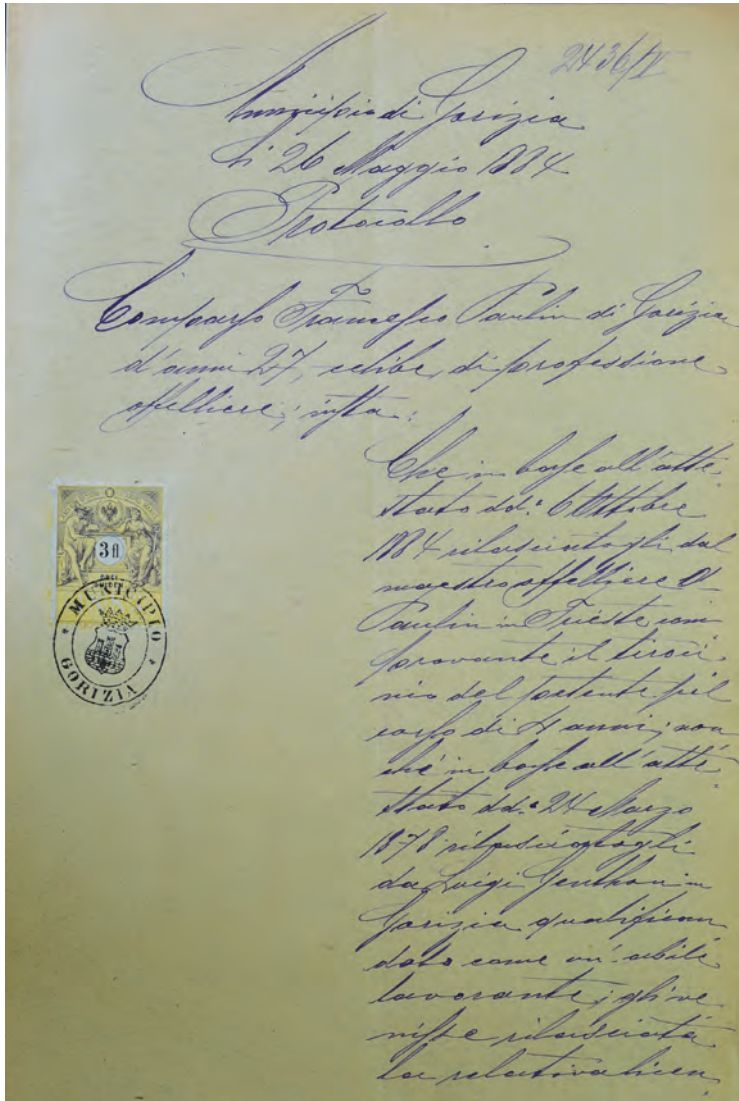 2436/IV
Municipio di Gorizia
li 26 Maggio 1884
Protocollo
Comparso Francesco Paulin di Gorizia
d'anni 27, celibe, di professione
offelliere, insta:
Che in base all'atte-
stato dd.° 6 Ottobre
1884 rilasciatogli dal
maestro offelliere
Paulin in Trieste com
provante il tiroci
nio del petente pel
corso di 4 anni; non
ché in base all'atte
stato dd.° 24 Marzo
1878 rilasciatogli
da Luigi in
Gorizia qualifican
dolo come un'abile
lavorante; gli ve
nisse rilasciata
la relativa licen
3 fl
MUNICIPIO
GORIZIA